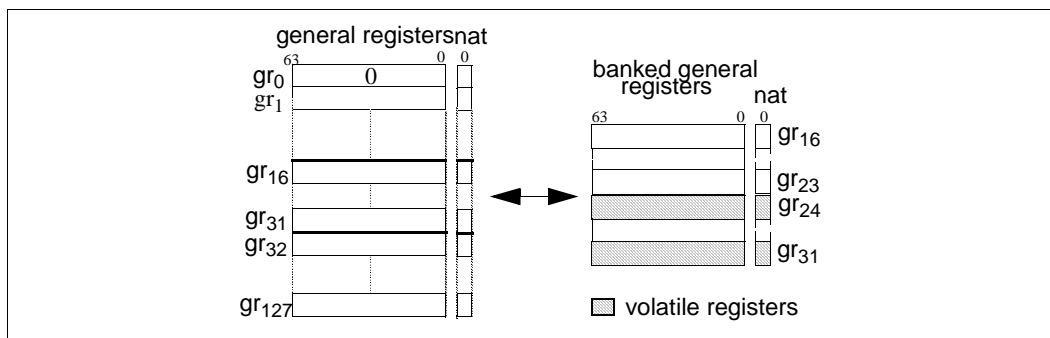 general registers nat
63 0 0
gr0 0
gr1
gr16
gr31
gr32
gr127
banked general
registers
nat
63 0 0
gr16
gr23
gr24
gr31
volatile registers